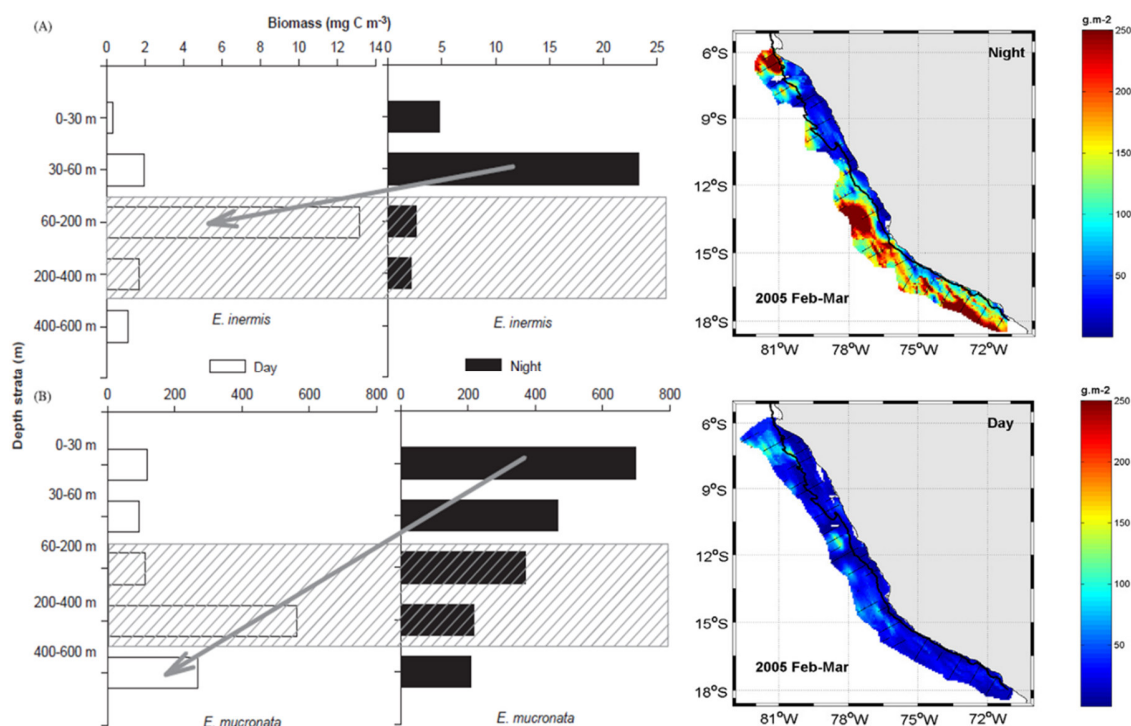 (A)
Biomass (mg C m-3)
0 2 4 6 8 10 12 14 0 5 10 15 20 25
0-30 m
30-60 m
60-200 m
200-400 m
400-600 m
E. inermis
E. inermis
Day
Night
(B)
0 200 400 600 800 0 200 400 600 800
Depth strata (m)
0-30 m
30-60 m
60-200 m
200-400 m
400-600 m
E. mucronata
E. mucronata
g.m-2
Night
6°S
9°S
12°S
15°S
18°S
2005 Feb-Mar
81°W 78°W 75°W 72°W
250
200
150
100
50
g.m-2
Day
6°S
9°S
12°S
15°S
18°S
2005 Feb-Mar
81°W 78°W 75°W 72°W
250
200
150
100
50
0